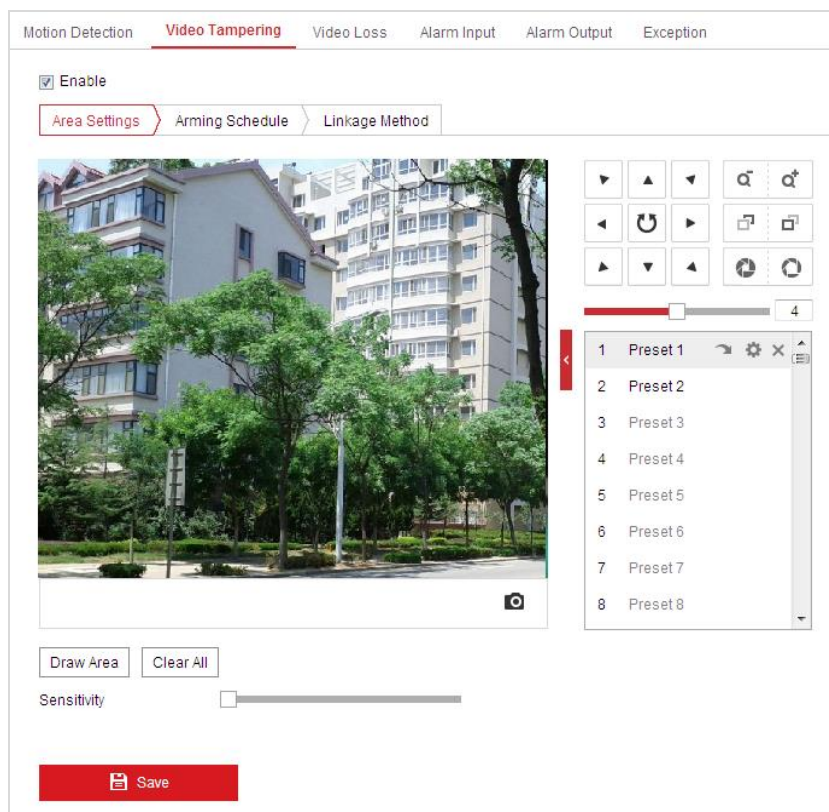 Motion Detection Video Tampering Video Loss Alarm Input Alarm Output Exception
Enable
Area Settings Arming Schedule Linkage Method
4
1 Preset 1
2 Preset 2
3 Preset 3
4 Preset 4
5 Preset 5
6 Preset 6
7 Preset 7
8 Preset 8
Draw Area Clear All
Sensitivity
Save